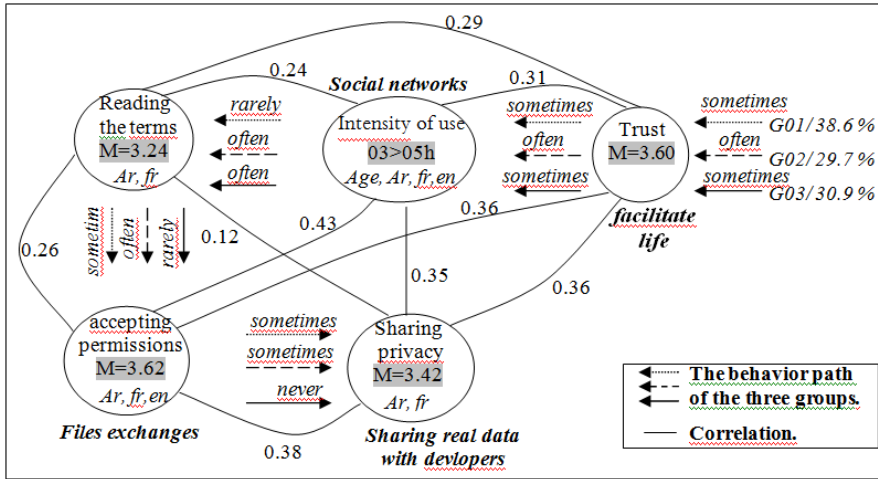 0.29
0.24
Social networks
0.31
Reading
the terms
M=3.24
Ar, fr
rarely
often
often
Intensity of use
03>05h
Age, Ar, fr,en
sometimes
often
sometimes
Trust
M=3.60
facilitate
life
sometimes
G01/38.6 %
often
G02/29.7 %
sometimes
G03/30.9 %
sometim
often
rarely
0.26
0.12
0.43
0.36
0.35
0.36
accepting
permissions
M=3.62
Ar, fr,en
Files exchanges
sometimes
sometimes
never
Sharing
privacy
M=3.42
Ar, fr
Sharing real data
with devlopers
0.38
The behavior path
of the three groups.
Correlation.